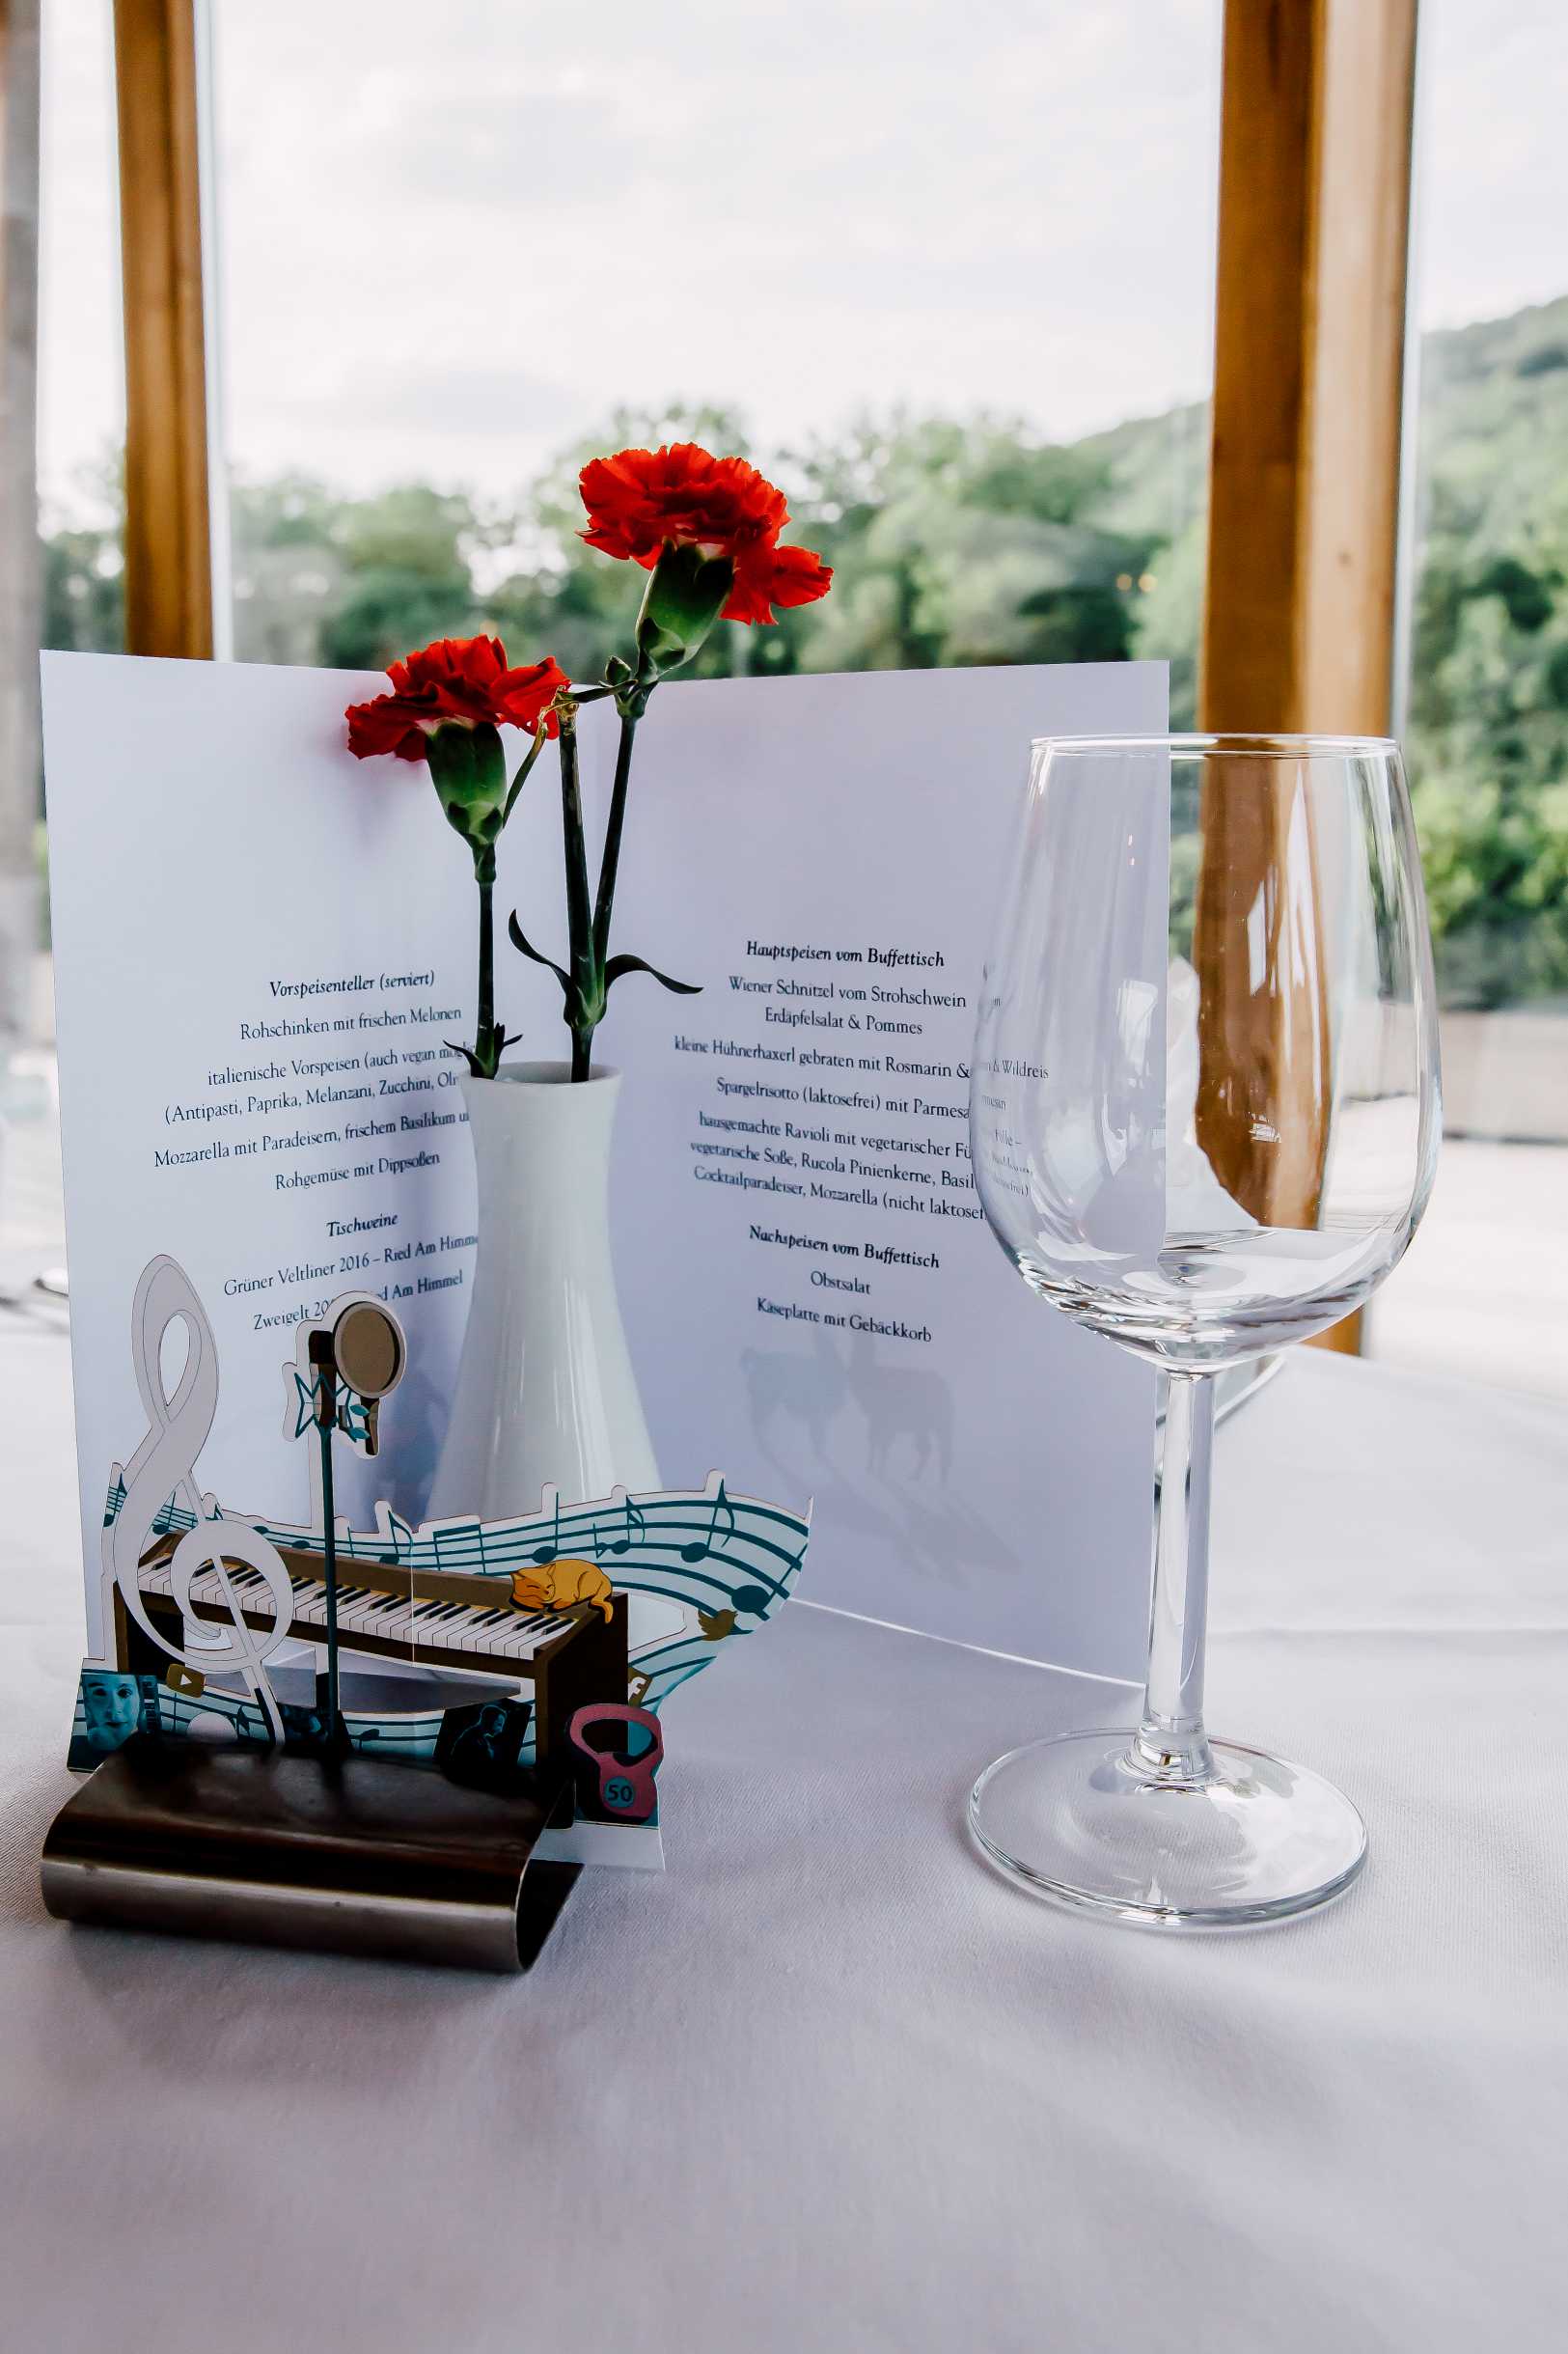 Vorspeisenteller (serviert)
Rohschinken mit frischen Melonen
italienische Vorspeisen (auch vegan
(Antipasti, Paprika, Melanzani, Zucchini,
Mozzarella mit Paradeisern, frischem Basilikum
Rohgemüse mit Dippsoßen
Tischweine
Grüner Veltliner 2016 – Ried Am
Zweigelt Am Himmel
Hauptspeisen vom Buffettisch
Wiener Schnitzel vom Strohschwein
Erdäpfelsalat & Pommes
kleine Hühnerhaxerl gebraten mit Rosmarin & Wildreis
Spargelrisotto (laktosefrei) mit
hausgemachte Ravioli mit vegetarischer
vegetarische Soße, Rucola Pinienkerne,
Cocktailparadeiser, Mozzarella (nicht
Nachspeisen vom Buffettisch
Obstsalat
Käseplatte mit Gebäckkorb
f
50